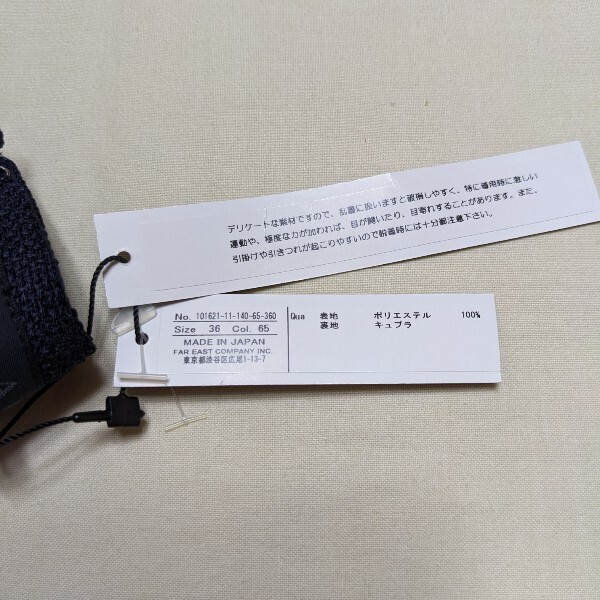 デリケートな素材ですので、乱暴に扱いますと破損しやすく、特に着用時に激しい
運動や、極度な力が加われば、目が開いたり、目寄れすることがあります。また、
引掛けや引きつれが起こりやすいので脱着時には十分御注意下さい。
No. 101621-11-140-65-360
Size 36 Col. 65
MADE IN JAPAN
FAR EAST COMPANY INC.
東京都渋谷区広尾1-13-7
Qua 表地 ポリエステル 100%
裏地 キュプラ